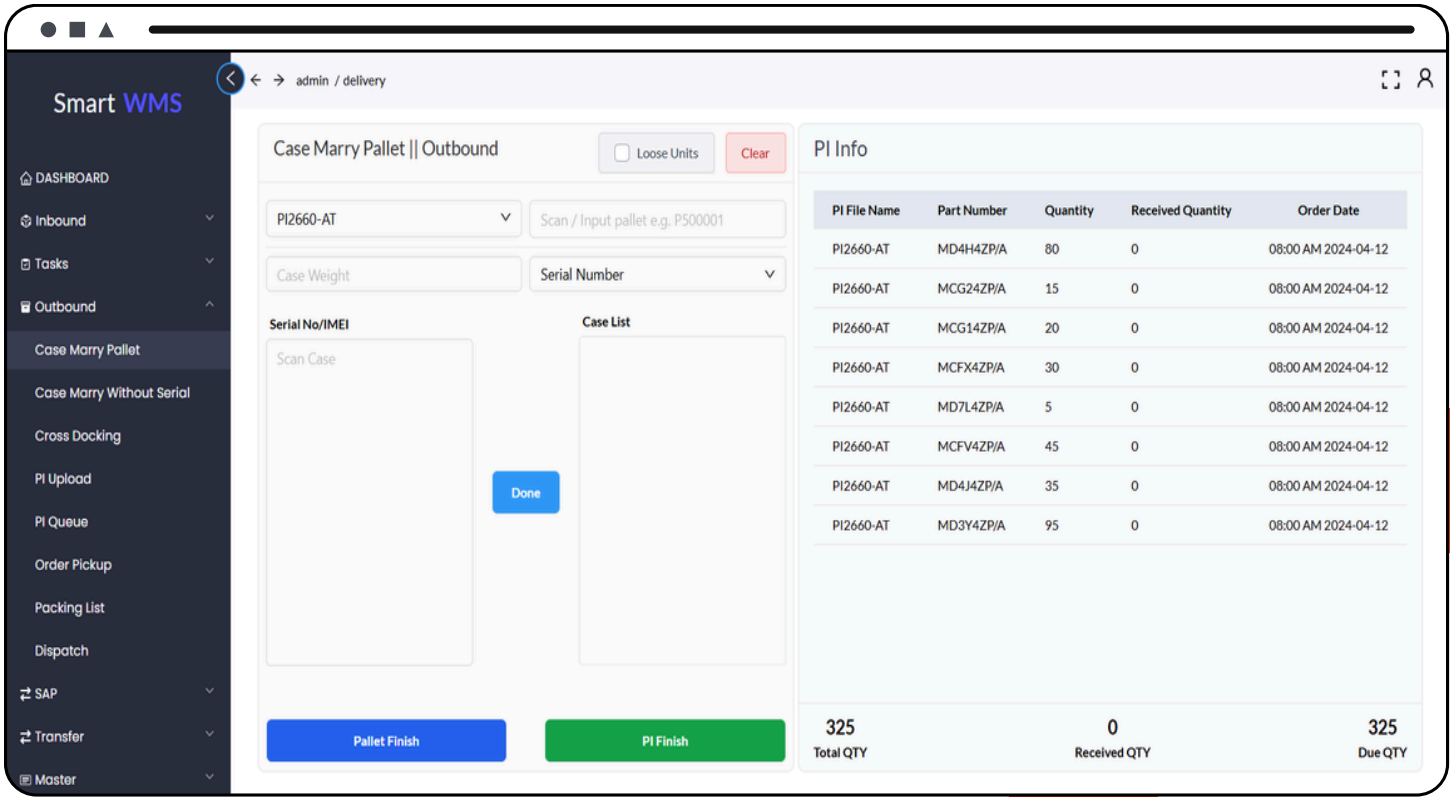 Smart WMS
DASHBOARD
Inbound
Tasks
Outbound
Case Marry Pallet
Case Marry Without Serial
Cross Docking
PI Upload
PI Queue
Order Pickup
Packing List
Dispatch
SAP
Transfer
Master
admin / delivery
Case Marry Pallet || Outbound
Loose Units
Clear
PI2660-AT
Scan / Input pallet e.g. P500001
Case Weight
Serial Number
Serial No/IMEI
Case List
Scan Case
Done
Pallet Finish
PI Finish
PI Info
PI File Name Part Number Quantity Received Quantity Order Date
PI2660-AT MD4H4ZP/A 80 0 08:00 AM 2024-04-12
PI2660-AT MCG24ZP/A 15 0 08:00 AM 2024-04-12
PI2660-AT MCG14ZP/A 20 0 08:00 AM 2024-04-12
PI2660-AT MCFX4ZP/A 30 0 08:00 AM 2024-04-12
PI2660-AT MD7L4ZP/A 5 0 08:00 AM 2024-04-12
PI2660-AT MCFV4ZP/A 45 0 08:00 AM 2024-04-12
PI2660-AT MD4J4ZP/A 35 0 08:00 AM 2024-04-12
PI2660-AT MD3Y4ZP/A 95 0 08:00 AM 2024-04-12
325 0 325
Total QTY Received QTY Due QTY